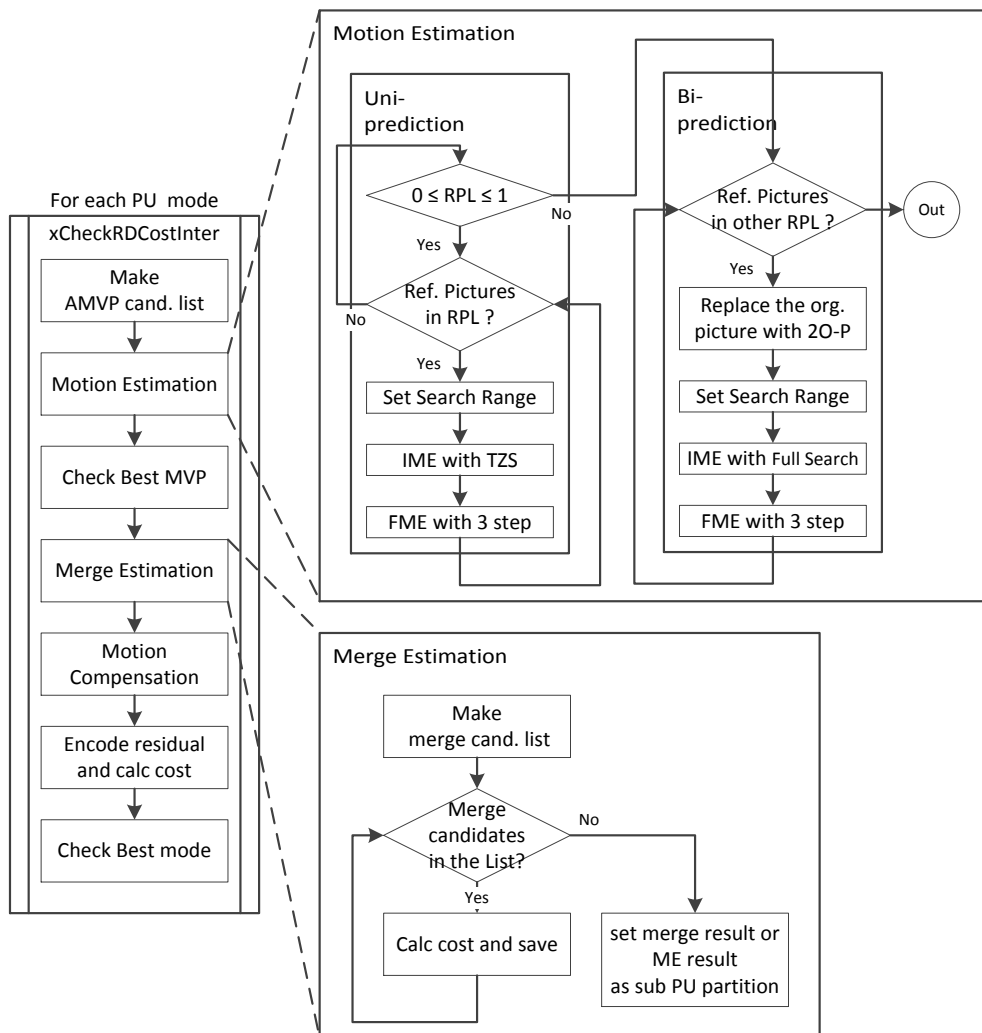 For each PU mode
xCheckRDCostInter
Make
AMVP cand. list
Motion Estimation
Check Best MVP
Merge Estimation
Motion
Compensation
Encode residual
and calc cost
Check Best mode
Motion Estimation
Uni-
prediction
0 ≤ RPL ≤ 1
No
Yes
Ref. Pictures
in RPL ?
No
Yes
Set Search Range
IME with TZS
FME with 3 step
Bi-
prediction
Ref. Pictures
in other RPL ?
Out
Yes
Replace the org.
picture with 2O-P
Set Search Range
IME with Full Search
FME with 3 step
Merge Estimation
Make
merge cand. list
Merge
candidates
in the List?
No
Yes
Calc cost and save
set merge result or
ME result
as sub PU partition